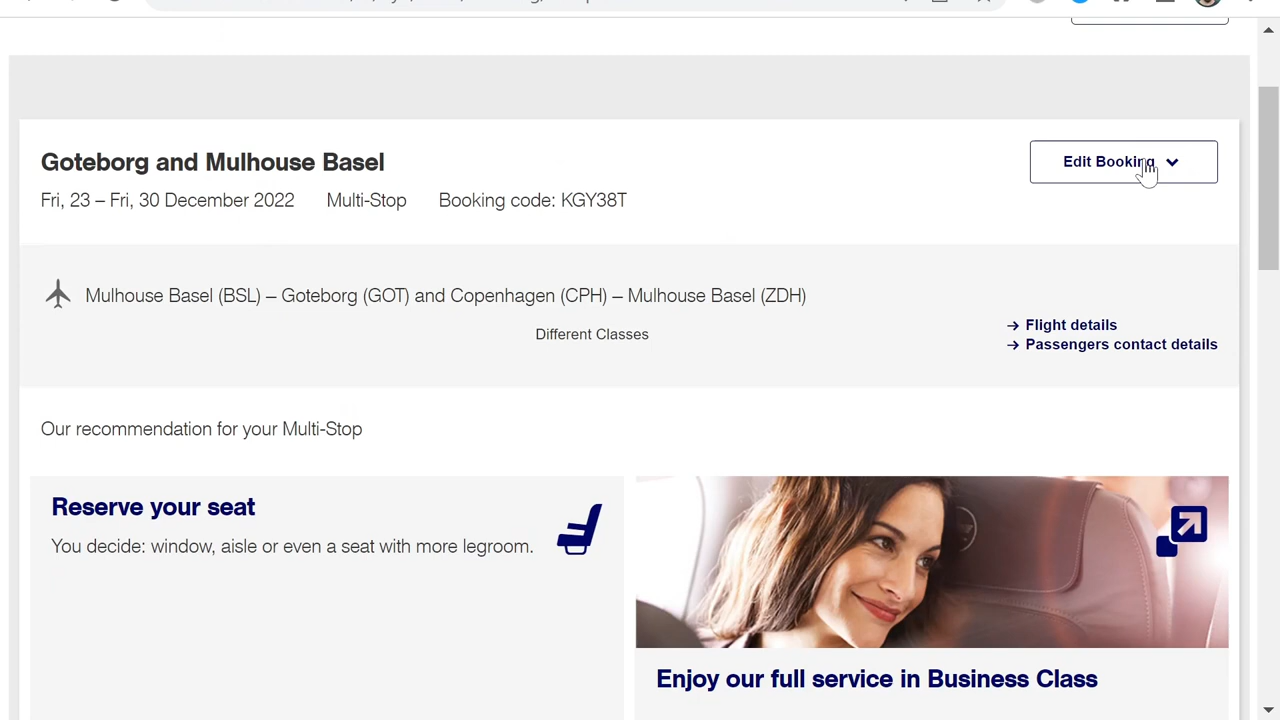 Goteborg and Mulhouse Basel
Edit Booking
Fri, 23 – Fri, 30 December 2022 Multi-Stop Booking code: KGY38T
Mulhouse Basel (BSL) – Goteborg (GOT) and Copenhagen (CPH) – Mulhouse Basel (ZDH)
Different Classes
→ Flight details
→ Passengers contact details
Our recommendation for your Multi-Stop
Reserve your seat
You decide: window, aisle or even a seat with more legroom.
Enjoy our full service in Business Class